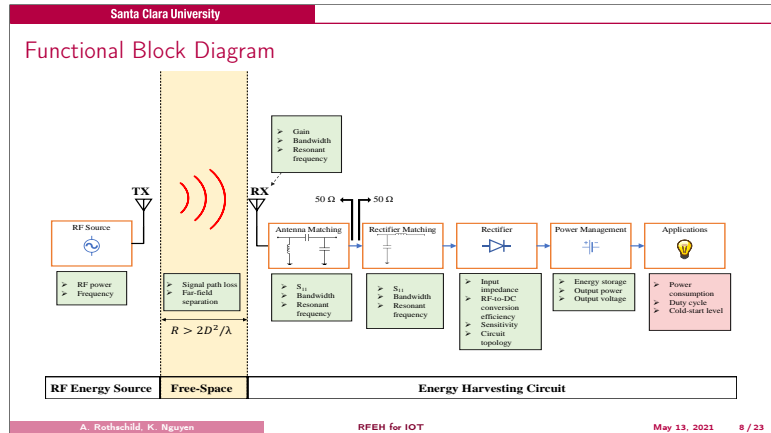 Santa Clara University
Functional Block Diagram
➢ Gain
➢ Bandwidth
➢ Resonant
frequency
TX
RX
50 Ω
50 Ω
RF Source
Antenna Matching
Rectifier Matching
Rectifier
Power Management
Applications
➢ RF power
➢ Frequency
➢ Signal path loss
➢ Far-field
separation
➢ S₁₁
➢ Bandwidth
➢ Resonant
frequency
➢ S₁₁
➢ Bandwidth
➢ Resonant
frequency
➢ Input
impedance
➢ RF-to-DC
conversion
efficiency
➢ Sensitivity
➢ Circuit
topology
➢ Energy storage
➢ Output power
➢ Output voltage
➢ Power
consumption
➢ Duty cycle
➢ Cold-start level
R > 2D²/λ
RF Energy Source
Free-Space
Energy Harvesting Circuit
A. Rothschild, K. Nguyen
RFEH for IOT
May 13, 2021
8 / 23